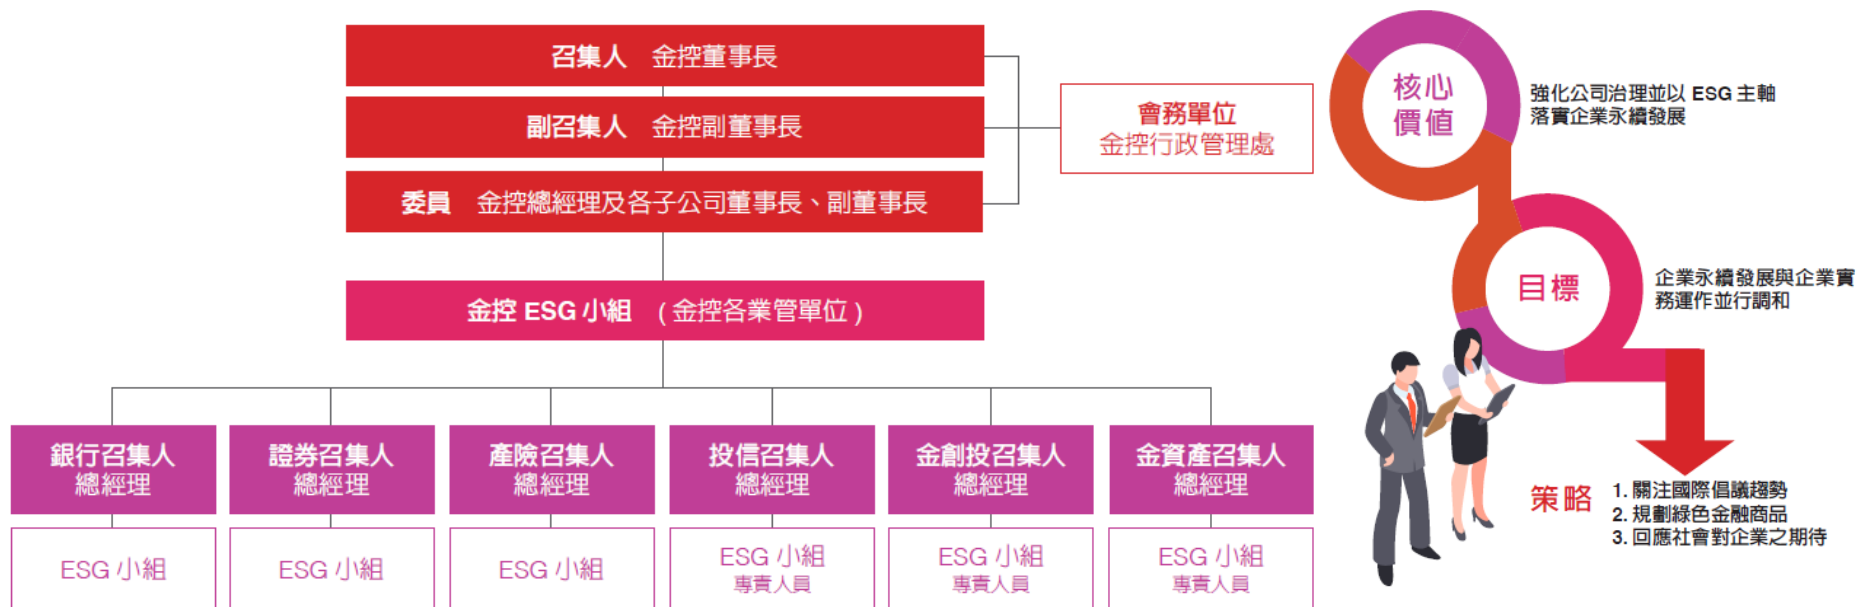 召集人 金控董事長
副召集人 金控副董事長
委員 金控總經理及各子公司董事長、副董事長
會務單位
金控行政管理處
金控 ESG 小組 ( 金控各業管單位 )
銀行召集人
總經理
ESG 小組
證券召集人
總經理
ESG 小組
產險召集人
總經理
ESG 小組
投信召集人
總經理
ESG 小組
專責人員
金創投召集人
總經理
ESG 小組
專責人員
金資產召集人
總經理
ESG 小組
專責人員
核心
價值
強化公司治理並以 ESG 主軸
落實企業永續發展
目標
企業永續發展與企業實
務運作並行調和
策略
1. 關注國際倡議趨勢
2. 規劃綠色金融商品
3. 回應社會對企業之期待